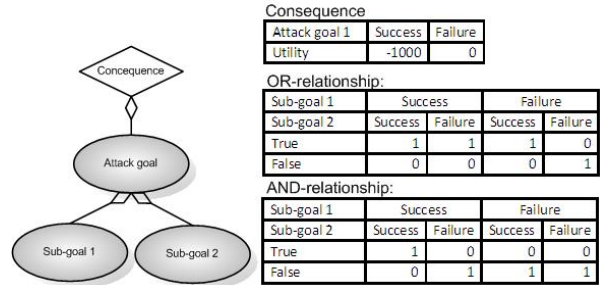 Concequence
Attack goal
Sub-goal 1
Sub-goal 2
Consequence
Attack goal 1 Success Failure
Utility -1000 0
OR-relationship:
Sub-goal 1 Success Failure
Sub-goal 2 Success Failure Success Failure
True 1 1 1 0
False 0 0 0 1
AND-relationship:
Sub-goal 1 Success Failure
Sub-goal 2 Success Failure Success Failure
True 1 0 0 0
False 0 1 1 1